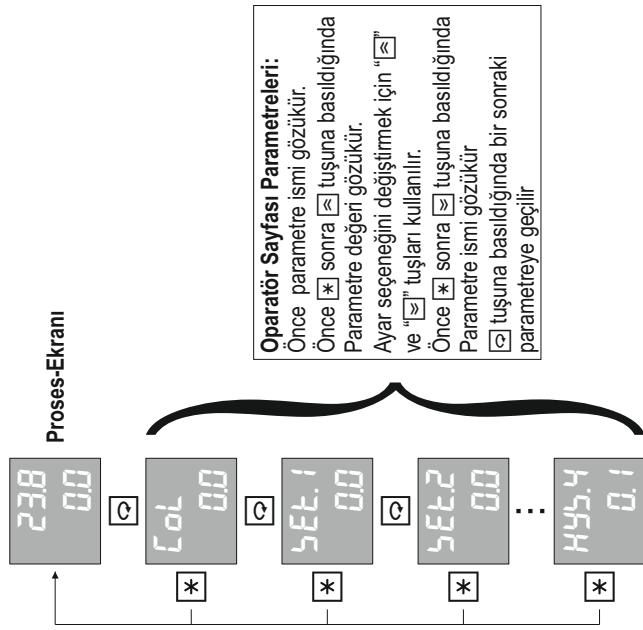 Proses-Ekranı
23.8
0.0
CoL
0.0
SEt.1
0.0
SEt.2
0.0
...
HYS.4
0.1
Oparatör Sayfası Parametreleri:
Önce parametre ismi gözükür.
Önce * sonra tuşuna basıldığında
Parametre değeri gözükür.
Ayar seçeneğini değiştirmek için “ ”
ve “ ” tuşları kullanılır.
Önce * sonra tuşuna basıldığında
Parametre ismi gözükür
tuşuna basıldığında bir sonraki
parametreye geçilir